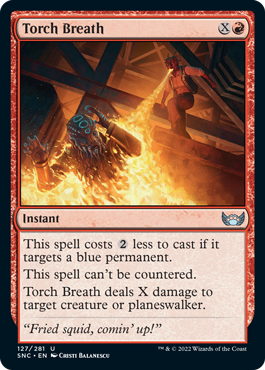 Torch Breath X
Instant
This spell costs 2 less to cast if it
targets a blue permanent.
This spell can't be countered.
Torch Breath deals X damage to
target creature or planeswalker.
“Fried squid, comin' up!”
127/281 U
SNC • EN CRISTI BALANESCU
™ & © 2022 Wizards of the Coast